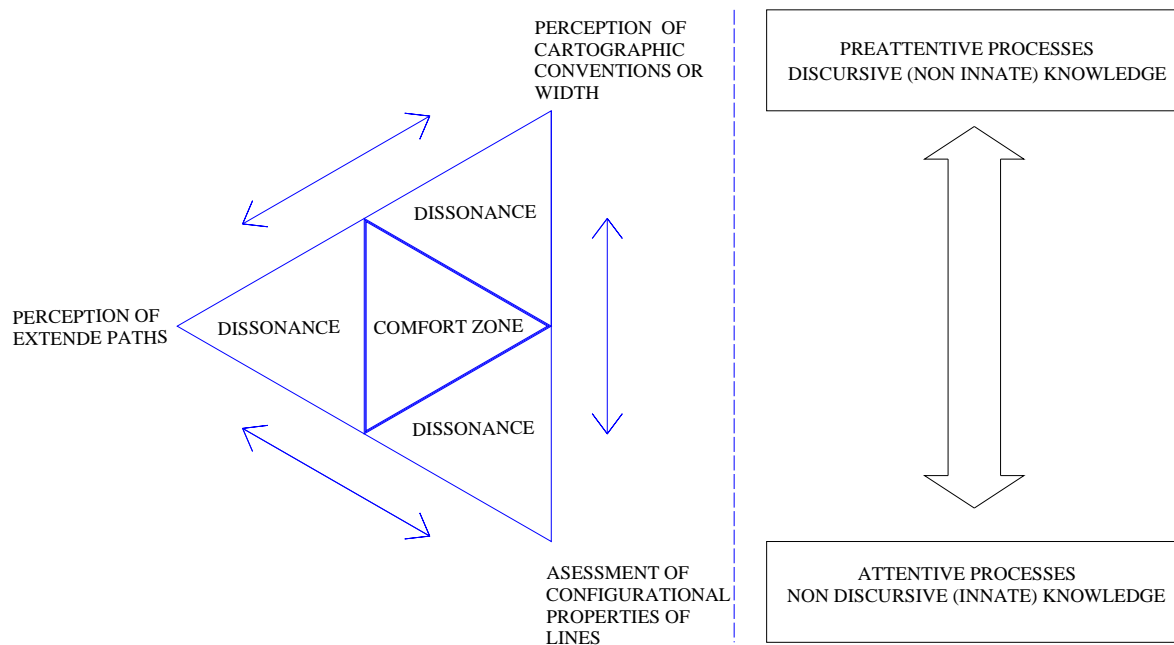 PERCEPTION OF
CARTOGRAPHIC
CONVENTIONS OR
WIDTH
PREATTENTIVE PROCESSES
DISCURSIVE (NON INNATE) KNOWLEDGE
DISSONANCE
PERCEPTION OF
EXTENDE PATHS
DISSONANCE
COMFORT ZONE
DISSONANCE
ASESSMENT OF
CONFIGURATIONAL
PROPERTIES OF
LINES
ATTENTIVE PROCESSES
NON DISCURSIVE (INNATE) KNOWLEDGE